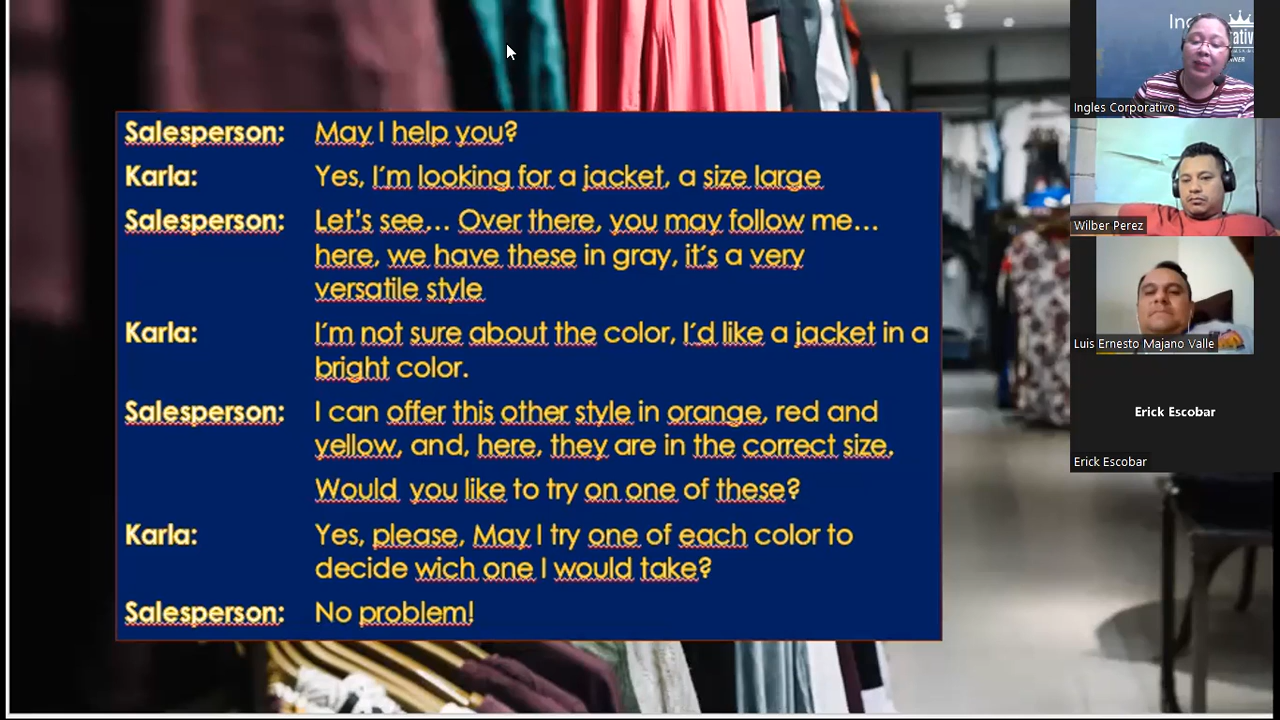 Salesperson: May I help you?
Karla: Yes, I´m looking for a jacket, a size large
Salesperson: Let's see… Over there, you may follow me…
here, we have these in gray, it´s a very
versatile style
Karla: I´m not sure about the color, I´d like a jacket in a
bright color.
Salesperson: I can offer this other style in orange, red and
yellow, and, here, they are in the correct size.
Would you like to try on one of these?
Karla: Yes, please, May I try one of each color to
decide wich one I would take?
Salesperson: No problem!
Ingles Corporativo
Wilber Perez
Luis Ernesto Majano Valle
Erick Escobar
Erick Escobar